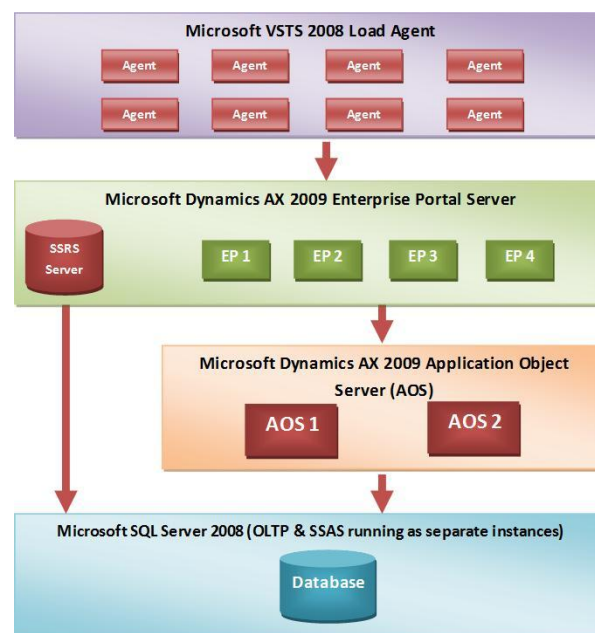 Microsoft VSTS 2008 Load Agent
Agent Agent Agent Agent
Agent Agent Agent Agent
Microsoft Dynamics AX 2009 Enterprise Portal Server
SSRS
Server
EP 1 EP 2 EP 3 EP 4
Microsoft Dynamics AX 2009 Application Object
Server (AOS)
AOS 1 AOS 2
Microsoft SQL Server 2008 (OLTP & SSAS running as separate instances)
Database